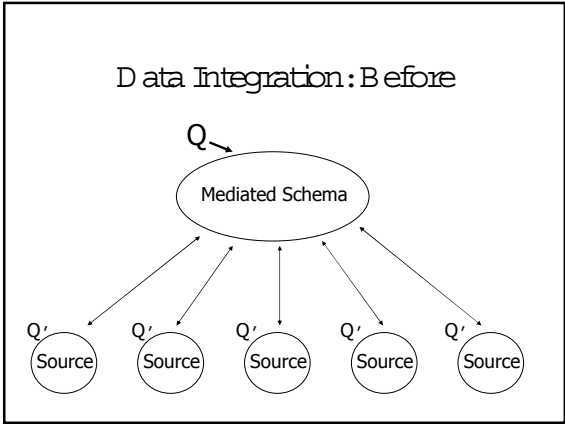 Data Integration: Before
Q
Mediated Schema
Q′ Q′ Q′ Q′ Q′
Source Source Source Source Source